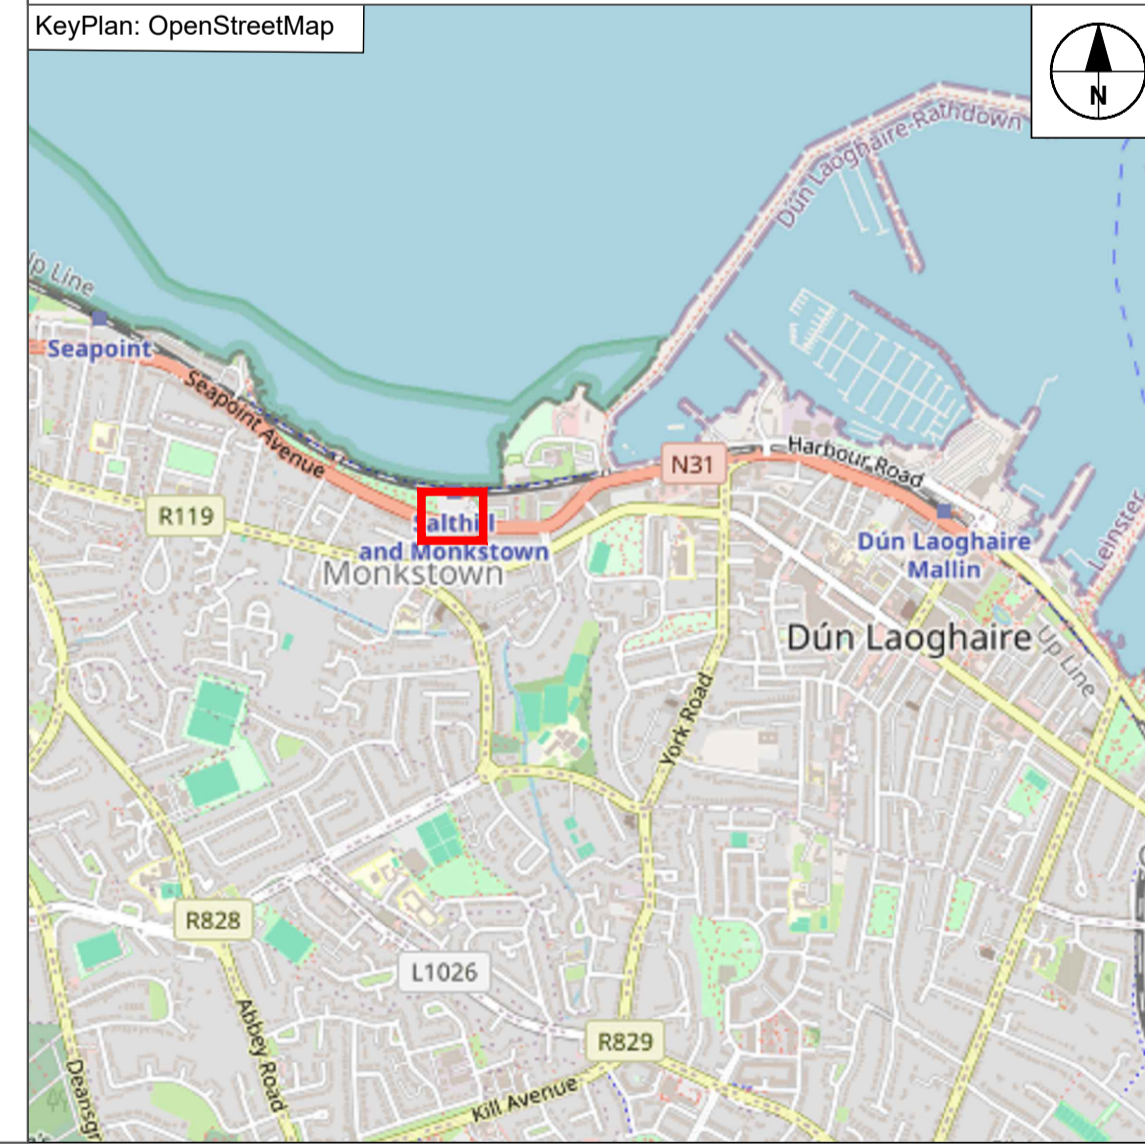 KeyPlan: OpenStreetMap
N
Dún Laoghaire-Rathdown
Up Line
Seapoint
Seapoint Avenue
Harbour Road
N31
R119
Salthill
and Monkstown
Monkstown
Dún Laoghaire
Mallin
Leinster
Dún Laoghaire
Up Line
York Road
R828
L1026
Abbey Road
R829
Deansgr
Kill Avenue